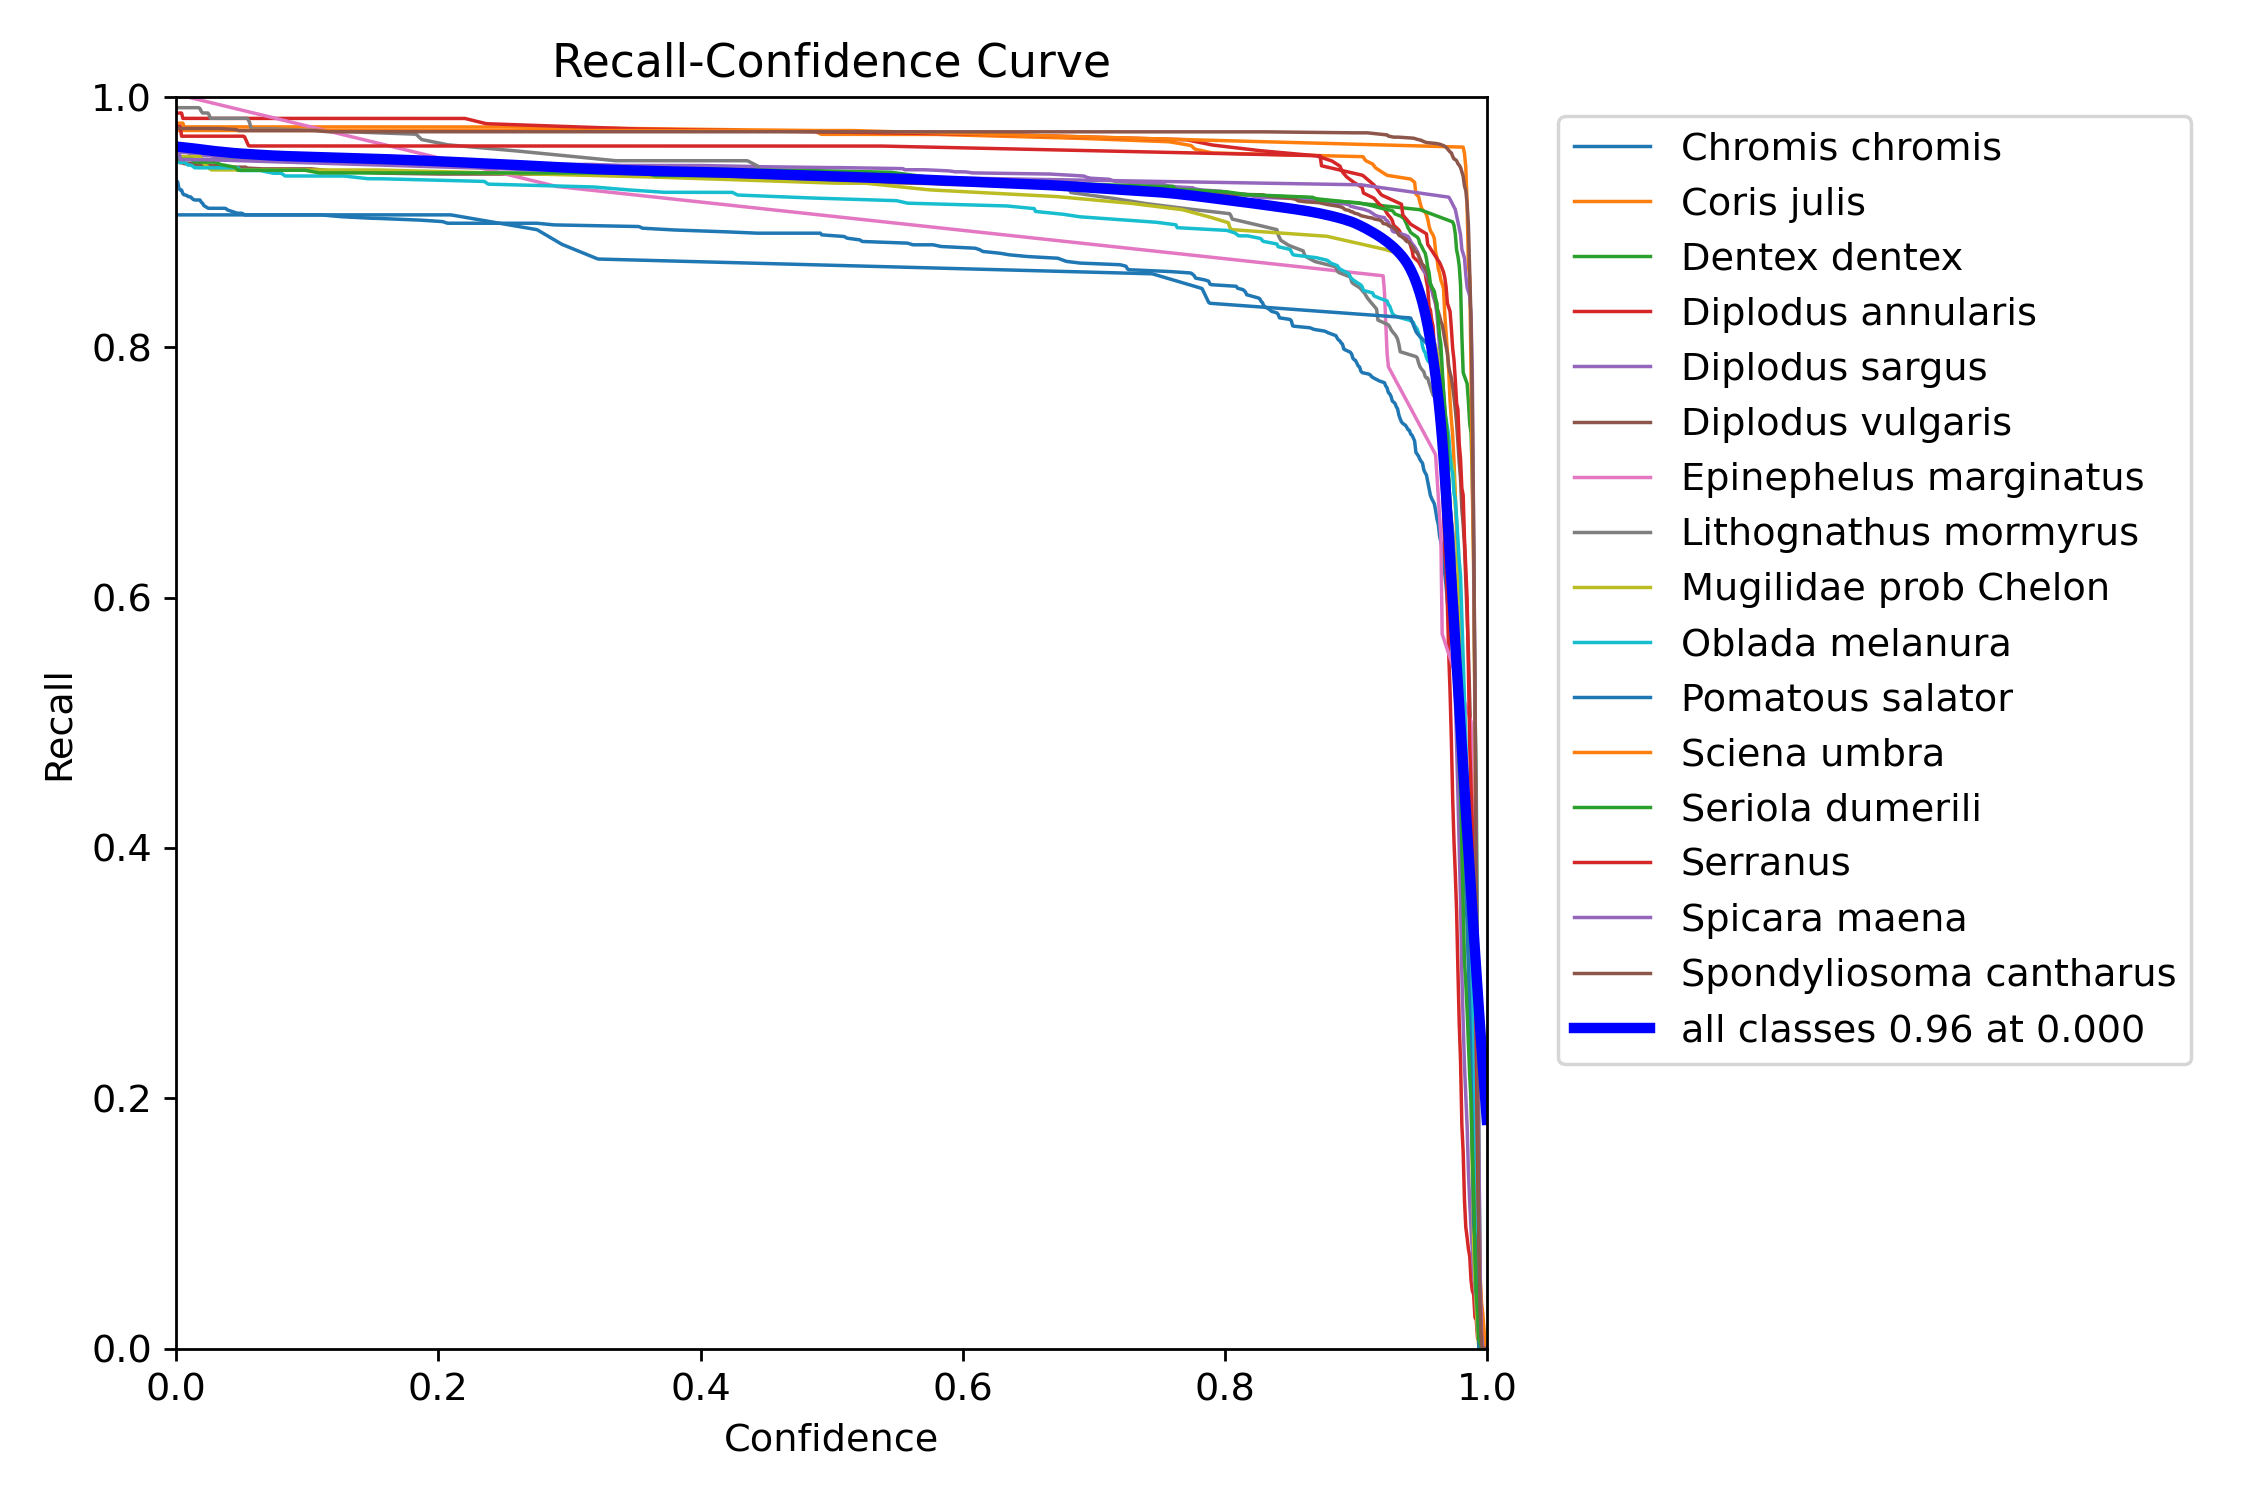 Recall-Confidence Curve
1.0
0.8
0.6
0.4
0.2
0.0
Recall
0.0 0.2 0.4 0.6 0.8 1.0
Confidence
Chromis chromis
Coris julis
Dentex dentex
Diplodus annularis
Diplodus sargus
Diplodus vulgaris
Epinephelus marginatus
Lithognathus mormyrus
Mugilidae prob Chelon
Oblada melanura
Pomatous salator
Sciena umbra
Seriola dumerili
Serranus
Spicara maena
Spondyliosoma cantharus
all classes 0.96 at 0.000